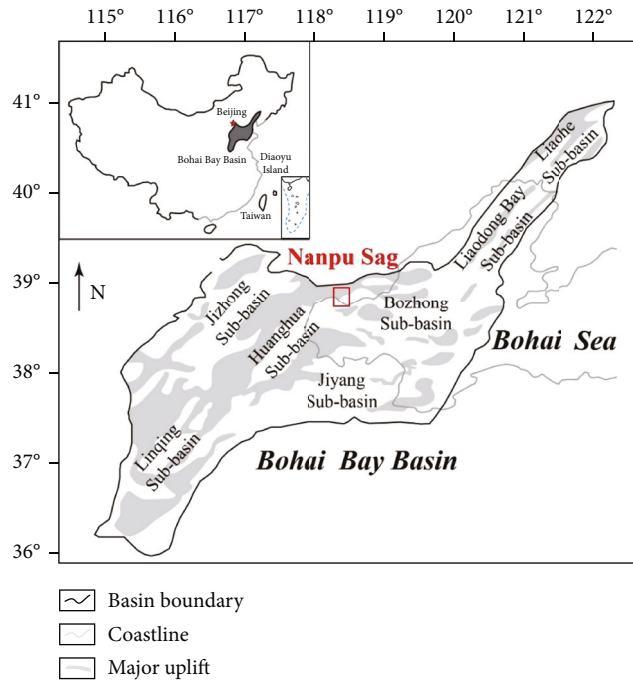 115° 116° 117° 118° 119° 120° 121° 122°
41°
40°
39°
38°
37°
36°
Beijing
Bohai Bay Basin
Diaoyu
Island
Taiwan
N
Nanpu Sag
Liaohe
Sub-basin
Liaodong Bay
Sub-basin
Jizhong
Sub-basin
Huanghua
Sub-basin
Bozhong
Sub-basin
Bohai Sea
Jiyang
Sub-basin
Linqing
Sub-basin
Bohai Bay Basin
Basin boundary
Coastline
Major uplift